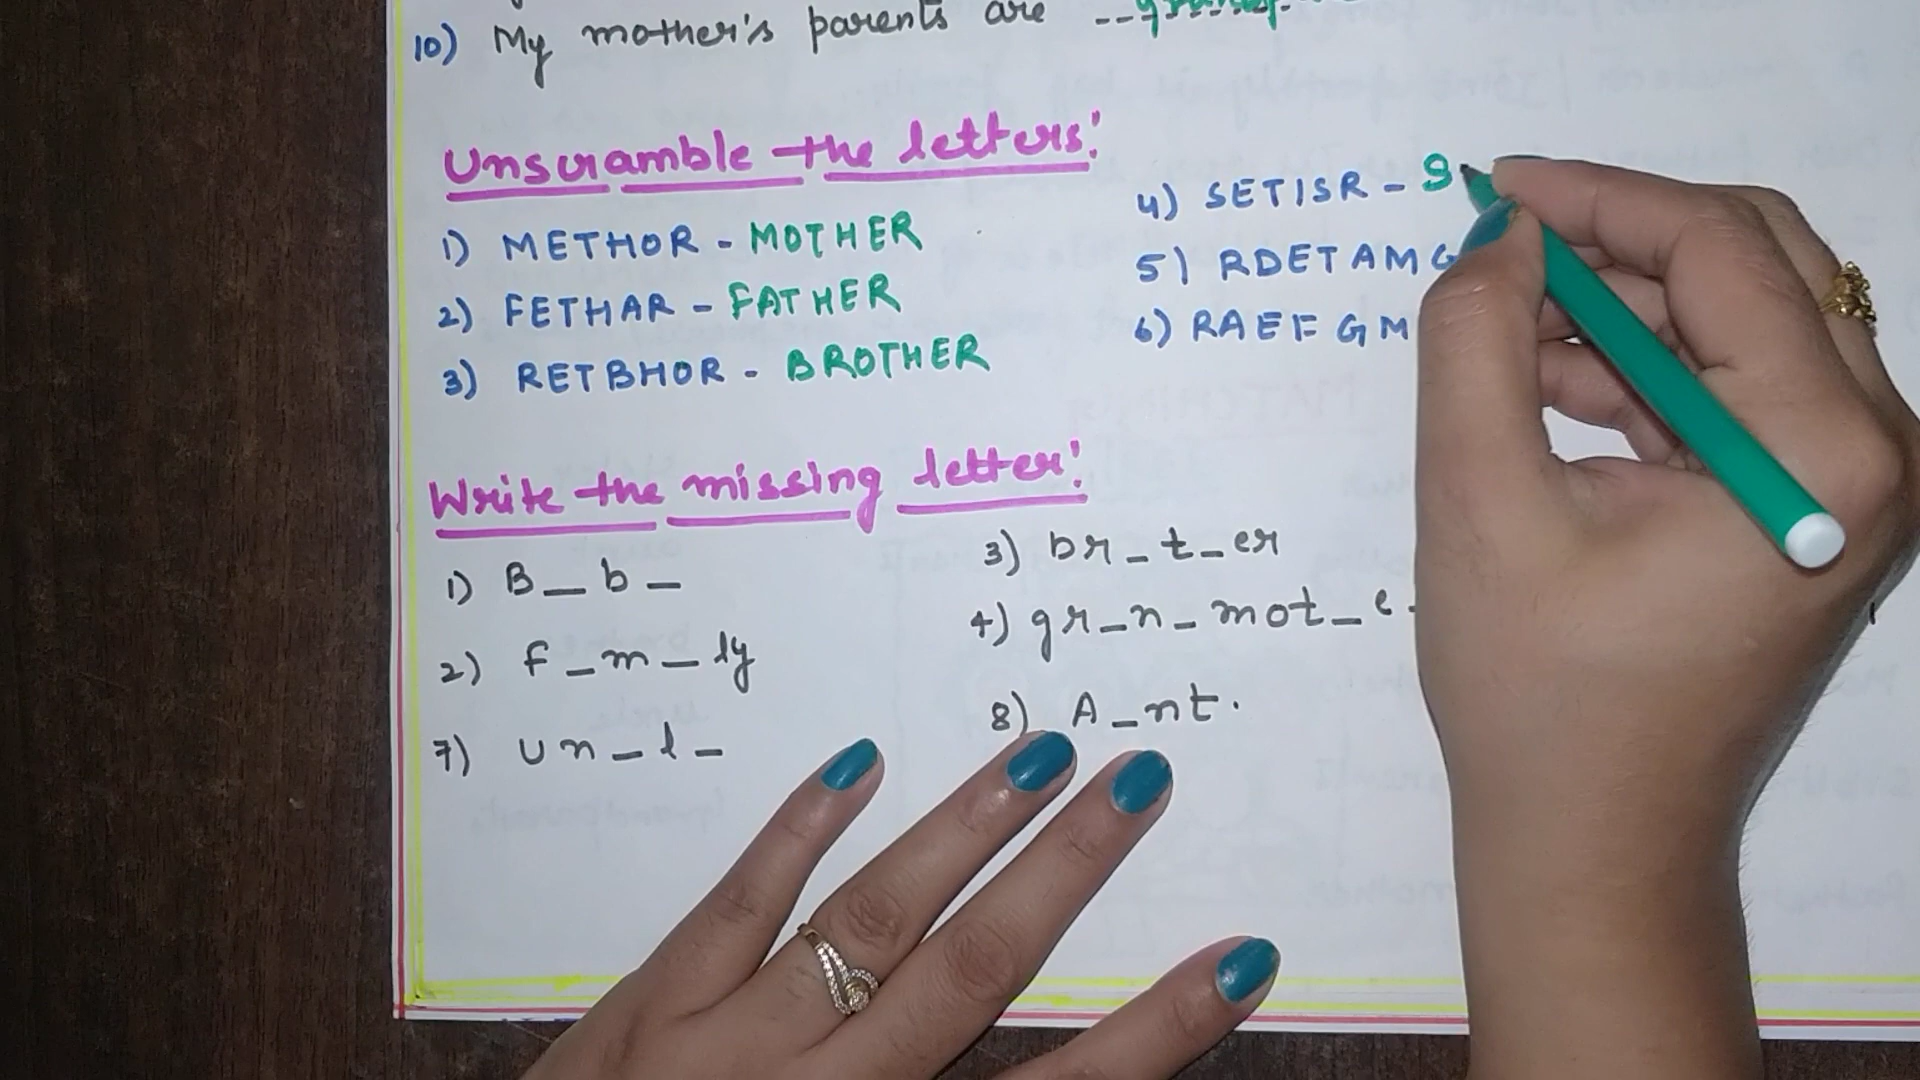 10) My mother's parents are
Unscramble the letters:
1) METHOR - MOTHER
2) FETHAR - FATHER
3) RETBHOR - BROTHER
4) SETISR - S
5) RDETAMG
6) RAEFGM
Write the missing letter:
1) B_b_
2) F_m_ly
7) Un_l_
3) br_t_er
4) gr_n_mot_e
8) A_nt.